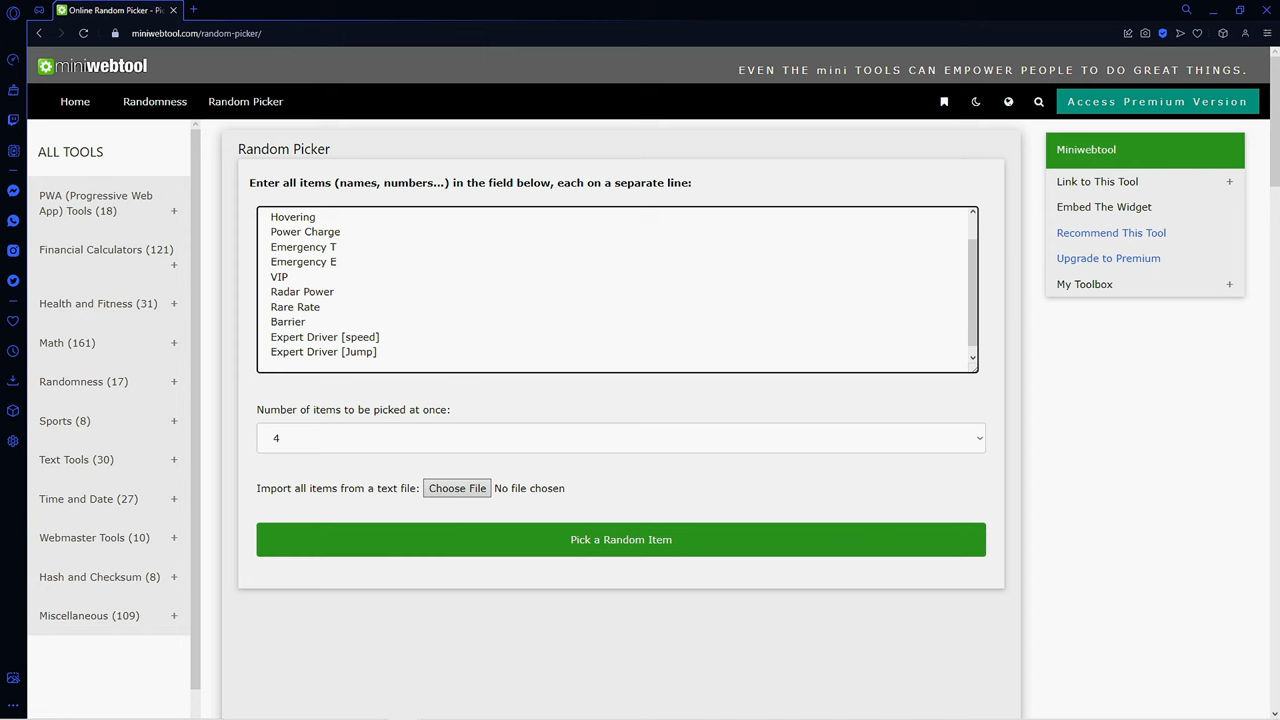 Online Random Picker - Pic
miniwebtool.com/random-picker/
miniwebtool
EVEN THE mini TOOLS CAN EMPOWER PEOPLE TO DO GREAT THINGS.
Home Randomness Random Picker
Access Premium Version
ALL TOOLS
PWA (Progressive Web
App) Tools (18) +
Financial Calculators (121)
+
Health and Fitness (31) +
Math (161) +
Randomness (17) +
Sports (8) +
Text Tools (30) +
Time and Date (27) +
Webmaster Tools (10) +
Hash and Checksum (8) +
Miscellaneous (109) +
Random Picker
Enter all items (names, numbers...) in the field below, each on a separate line:
Hovering
Power Charge
Emergency T
Emergency E
VIP
Radar Power
Rare Rate
Barrier
Expert Driver [speed]
Expert Driver [Jump]
Number of items to be picked at once:
4
Import all items from a text file: Choose File No file chosen
Pick a Random Item
Miniwebtool
Link to This Tool +
Embed The Widget
Recommend This Tool
Upgrade to Premium
My Toolbox +